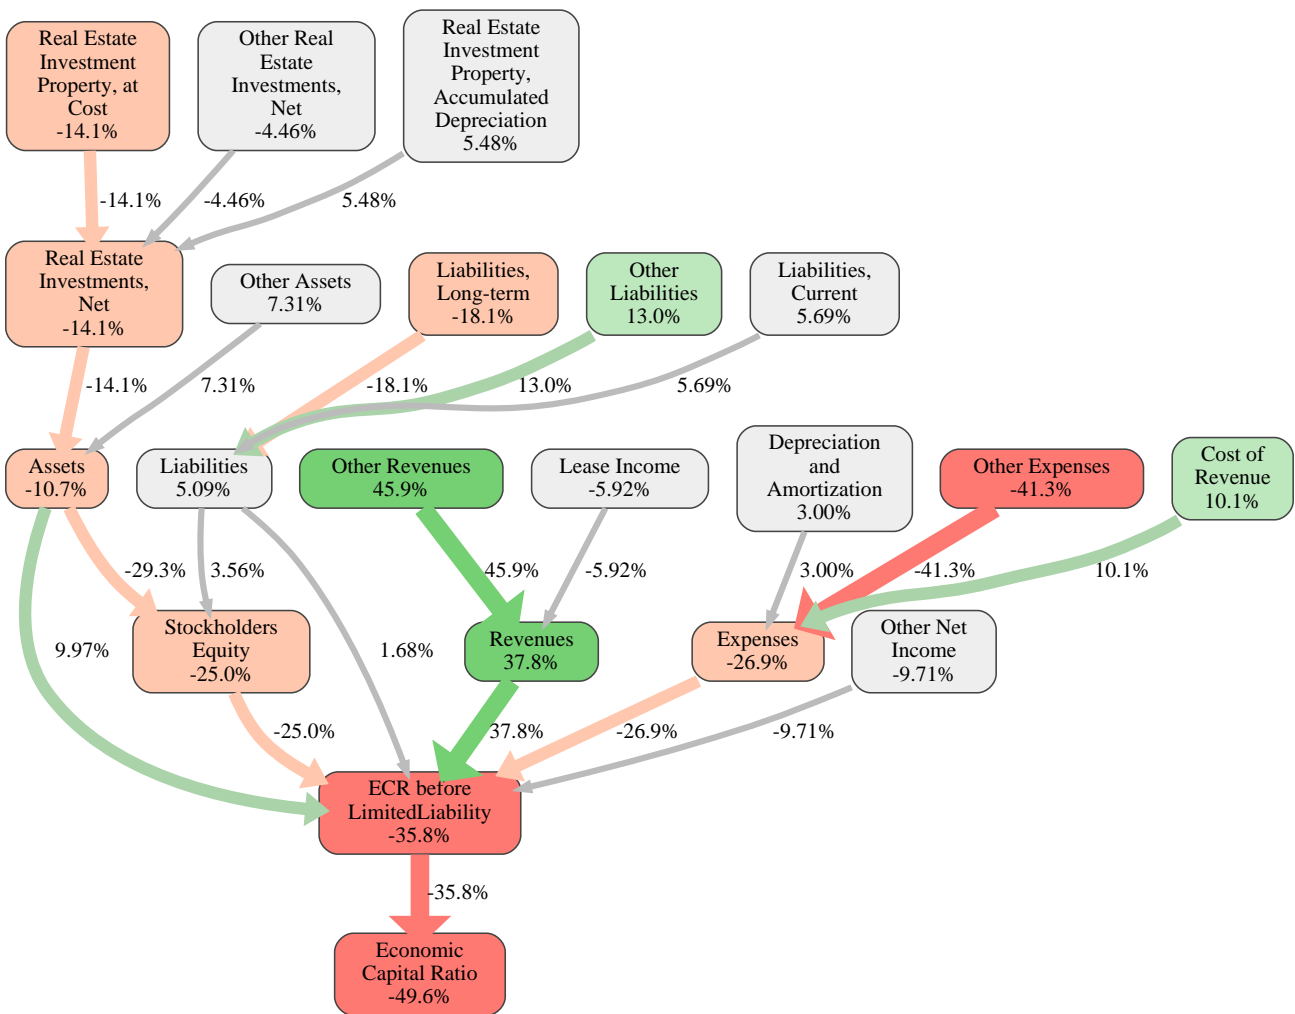 Real Estate
Investment
Property, at
Cost
-14.1%
Other Real
Estate
Investments,
Net
-4.46%
Real Estate
Investment
Property,
Accumulated
Depreciation
5.48%
-14.1%
-4.46%
5.48%
Real Estate
Investments,
Net
-14.1%
Other Assets
7.31%
Liabilities,
Long-term
-18.1%
Other
Liabilities
13.0%
Liabilities,
Current
5.69%
-14.1%
7.31%
-18.1%
13.0%
5.69%
Assets
-10.7%
Liabilities
5.09%
Other Revenues
45.9%
Lease Income
-5.92%
Depreciation
and
Amortization
3.00%
Other Expenses
-41.3%
Cost of
Revenue
10.1%
-29.3%
3.56%
45.9%
-5.92%
3.00%
-41.3%
10.1%
Stockholders
Equity
-25.0%
Revenues
37.8%
Expenses
-26.9%
Other Net
Income
-9.71%
9.97%
1.68%
-25.0%
37.8%
-26.9%
-9.71%
ECR before
LimitedLiability
-35.8%
-35.8%
Economic
Capital Ratio
-49.6%